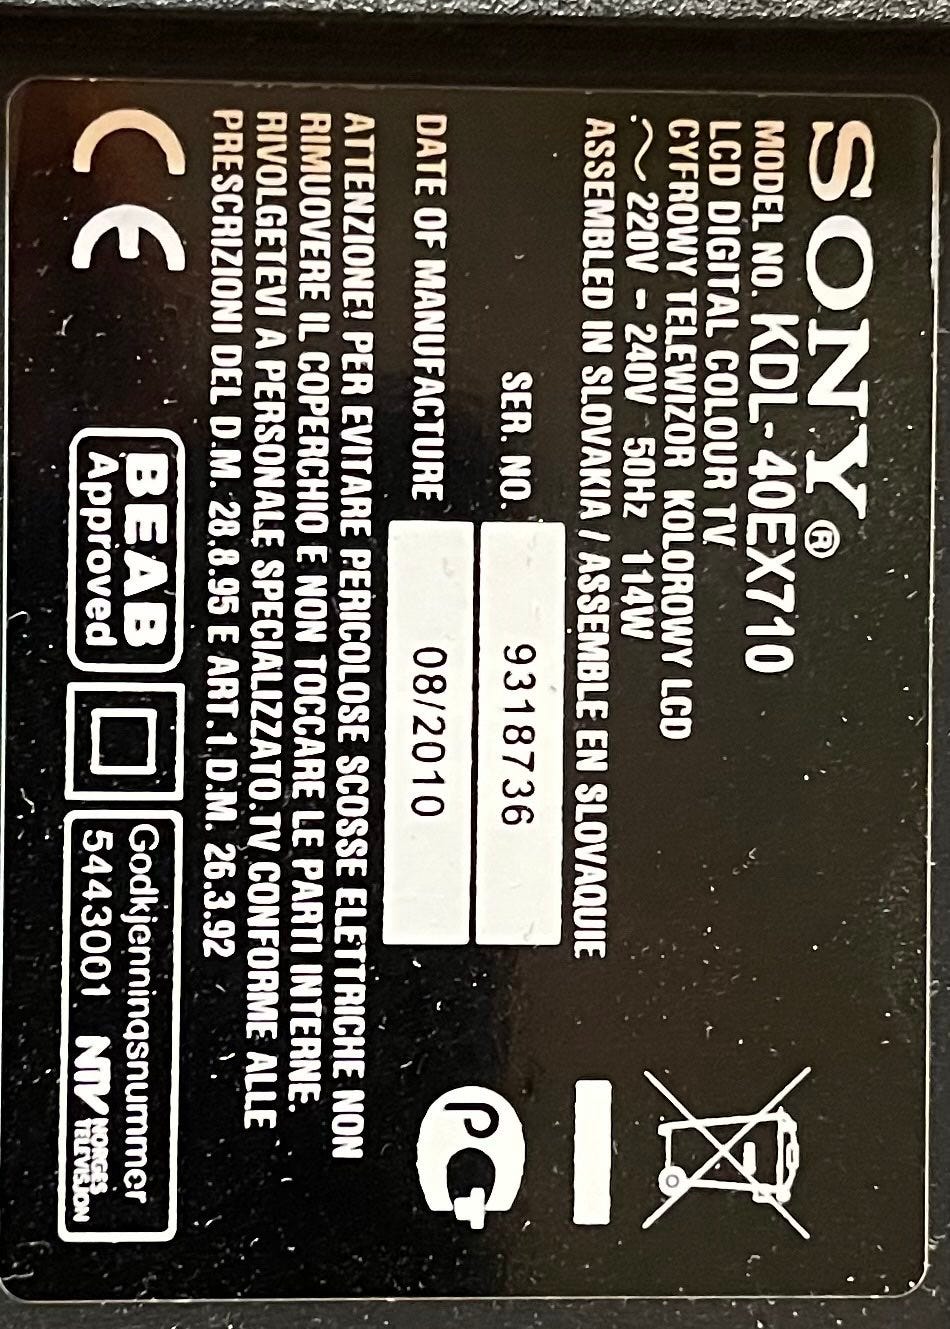 SONY®
MODEL NO. KDL-40EX710
LCD DIGITAL COLOUR TV
CYFROWY TELEWIZOR KOLOROWY LCD
～ 220V - 240V 50Hz 114W
ASSEMBLED IN SLOVAKIA / ASSEMBLE EN SLOVAQUIE
SER. NO. 9318736
DATE OF MANUFACTURE 08/2010
ATTENZIONE! PER EVITARE PERICOLOSE SCOSSE ELETTRICHE NON
RIMUOVERE IL COPERCHIO E NON TOCCARE LE PARTI INTERNE.
RIVOLGETEVI A PERSONALE SPECIALIZZATO.TV CONFORME ALLE
PRESCRIZIONI DEL D.M. 28.8.95 E ART.1.D.M. 26.3.92
CE
BEAB
Approved
Godkjenningsnummer
5443001 NTV NORGES
TELEVISJON
PC